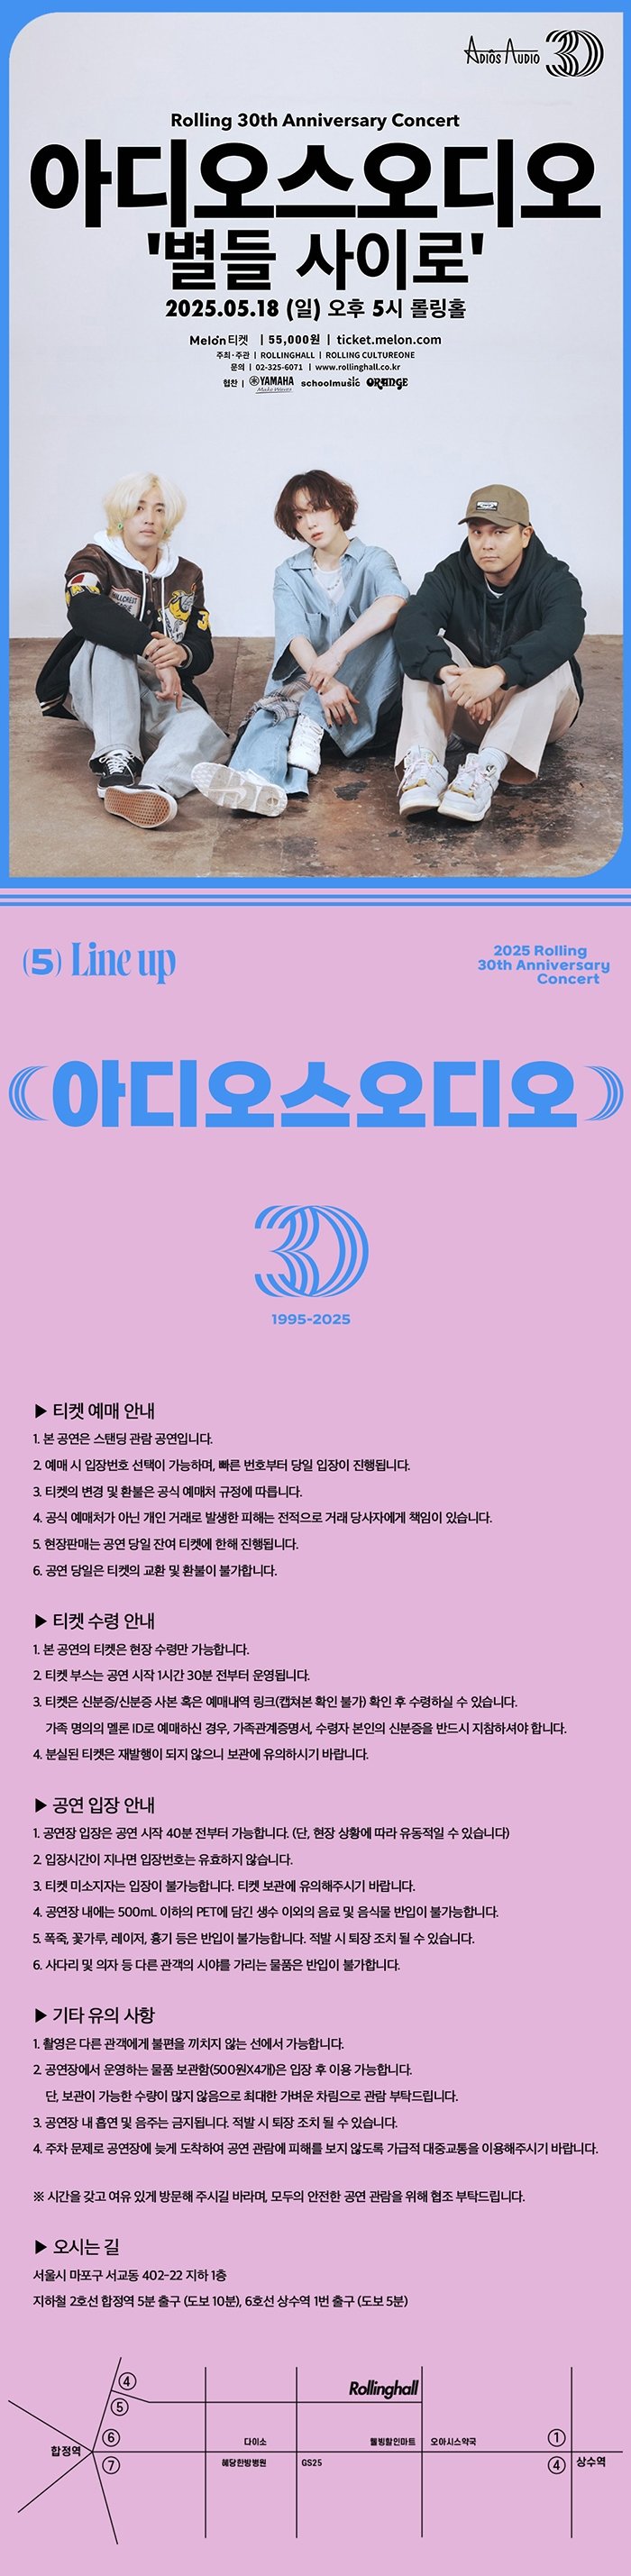 ADIOS AUDIO 30
Rolling 30th Anniversary Concert
아디오스오디오
'별들 사이로'
2025.05.18 (일) 오후 5시 롤링홀
Melon 티켓 | 55,000원 | ticket.melon.com
주최·주관 | ROLLINGHALL | ROLLING CULTUREONE
문의 | 02-325-6071 | www.rollinghall.co.kr
협찬 | YAMAHA Make Waves schoolmusic ORANGE
HILLCREST
3
(5) Line up
2025 Rolling
30th Anniversary
Concert
(아디오스오디오)
30
1995-2025
▶ 티켓 예매 안내
1. 본 공연은 스탠딩 관람 공연입니다.
2. 예매 시 입장번호 선택이 가능하며, 빠른 번호부터 당일 입장이 진행됩니다.
3. 티켓의 변경 및 환불은 공식 예매처 규정에 따릅니다.
4. 공식 예매처가 아닌 개인 거래로 발생한 피해는 전적으로 거래 당사자에게 책임이 있습니다.
5. 현장판매는 공연 당일 잔여 티켓에 한해 진행됩니다.
6. 공연 당일은 티켓의 교환 및 환불이 불가합니다.
▶ 티켓 수령 안내
1. 본 공연의 티켓은 현장 수령만 가능합니다.
2. 티켓 부스는 공연 시작 1시간 30분 전부터 운영됩니다.
3. 티켓은 신분증/신분증 사본 혹은 예매내역 링크(캡쳐본 확인 불가) 확인 후 수령하실 수 있습니다.
가족 명의의 멜론 ID로 예매하신 경우, 가족관계증명서, 수령자 본인의 신분증을 반드시 지참하셔야 합니다.
4. 분실된 티켓은 재발행이 되지 않으니 보관에 유의하시기 바랍니다.
▶ 공연 입장 안내
1. 공연장 입장은 공연 시작 40분 전부터 가능합니다. (단, 현장 상황에 따라 유동적일 수 있습니다)
2. 입장시간이 지나면 입장번호는 유효하지 않습니다.
3. 티켓 미소지자는 입장이 불가능합니다. 티켓 보관에 유의해주시기 바랍니다.
4. 공연장 내에는 500mL 이하의 PET에 담긴 생수 이외의 음료 및 음식물 반입이 불가능합니다.
5. 폭죽, 꽃가루, 레이저, 흉기 등은 반입이 불가능합니다. 적발 시 퇴장 조치 될 수 있습니다.
6. 사다리 및 의자 등 다른 관객의 시야를 가리는 물품은 반입이 불가합니다.
▶ 기타 유의 사항
1. 촬영은 다른 관객에게 불편을 끼치지 않는 선에서 가능합니다.
2. 공연장에서 운영하는 물품 보관함(500원X4개)은 입장 후 이용 가능합니다.
단, 보관이 가능한 수량이 많지 않음으로 최대한 가벼운 차림으로 관람 부탁드립니다.
3. 공연장 내 흡연 및 음주는 금지됩니다. 적발 시 퇴장 조치 될 수 있습니다.
4. 주차 문제로 공연장에 늦게 도착하여 공연 관람에 피해를 보지 않도록 가급적 대중교통을 이용해주시기 바랍니다.
※ 시간을 갖고 여유 있게 방문해 주시길 바라며, 모두의 안전한 공연 관람을 위해 협조 부탁드립니다.
▶ 오시는 길
서울시 마포구 서교동 402-22 지하 1층
지하철 2호선 합정역 5분 출구 (도보 10분), 6호선 상수역 1번 출구 (도보 5분)
④
⑤
Rollinghall
⑥
다이소
웰빙할인마트
오아시스약국
①
합정역
⑦
혜당한방병원
GS25
④
상수역